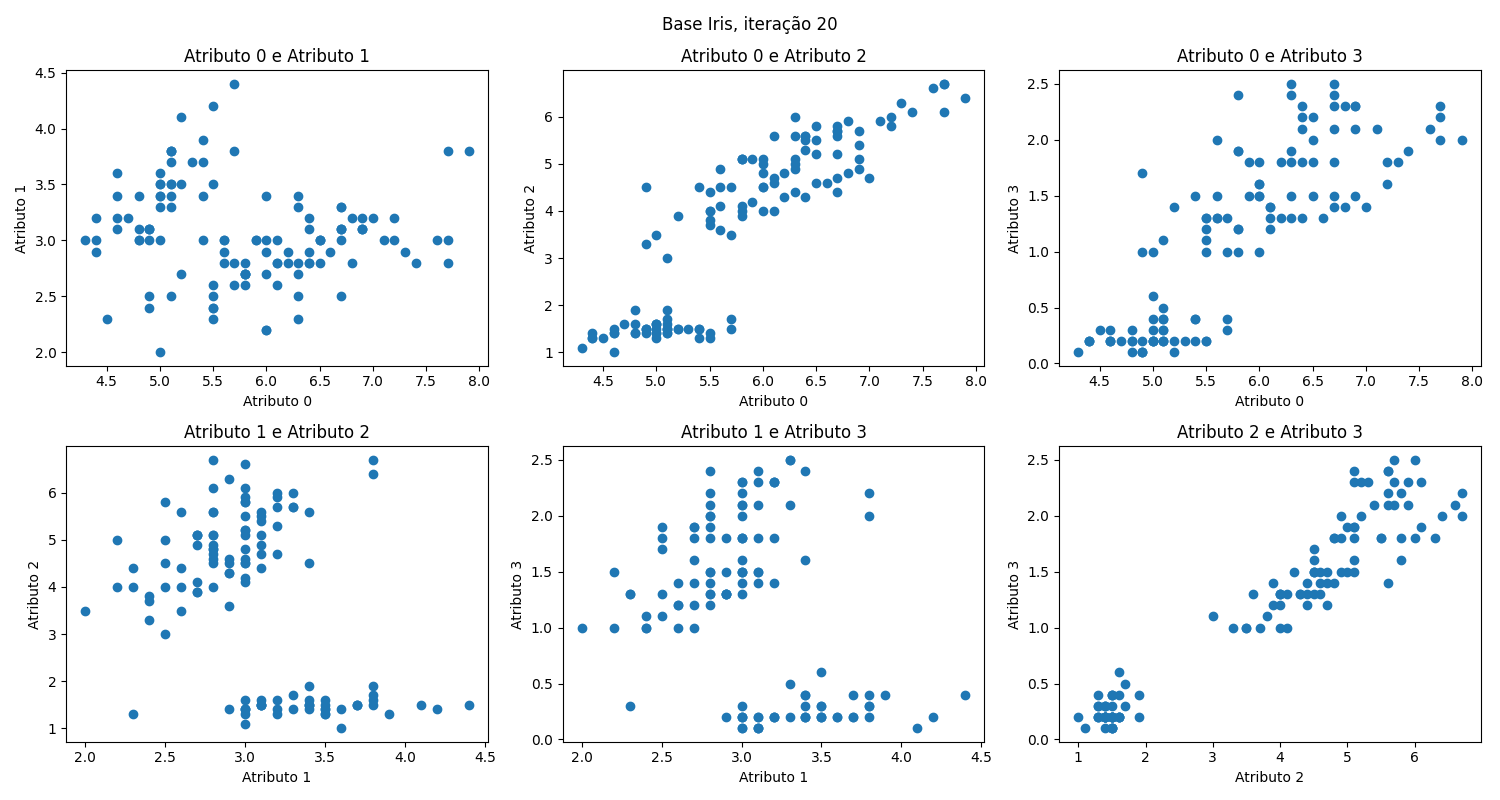 Base Iris, iteração 20
Atributo 0 e Atributo 1
4.5
4.0
3.5
3.0
2.5
2.0
Atributo 1
4.5 5.0 5.5 6.0 6.5 7.0 7.5 8.0
Atributo 0
Atributo 0 e Atributo 2
6
5
4
3
2
1
Atributo 2
4.5 5.0 5.5 6.0 6.5 7.0 7.5 8.0
Atributo 0
Atributo 0 e Atributo 3
2.5
2.0
1.5
1.0
0.5
0.0
Atributo 3
4.5 5.0 5.5 6.0 6.5 7.0 7.5 8.0
Atributo 0
Atributo 1 e Atributo 2
6
5
4
3
2
1
Atributo 2
2.0 2.5 3.0 3.5 4.0 4.5
Atributo 1
Atributo 1 e Atributo 3
2.5
2.0
1.5
1.0
0.5
0.0
Atributo 3
2.0 2.5 3.0 3.5 4.0 4.5
Atributo 1
Atributo 2 e Atributo 3
2.5
2.0
1.5
1.0
0.5
0.0
Atributo 3
1 2 3 4 5 6
Atributo 2